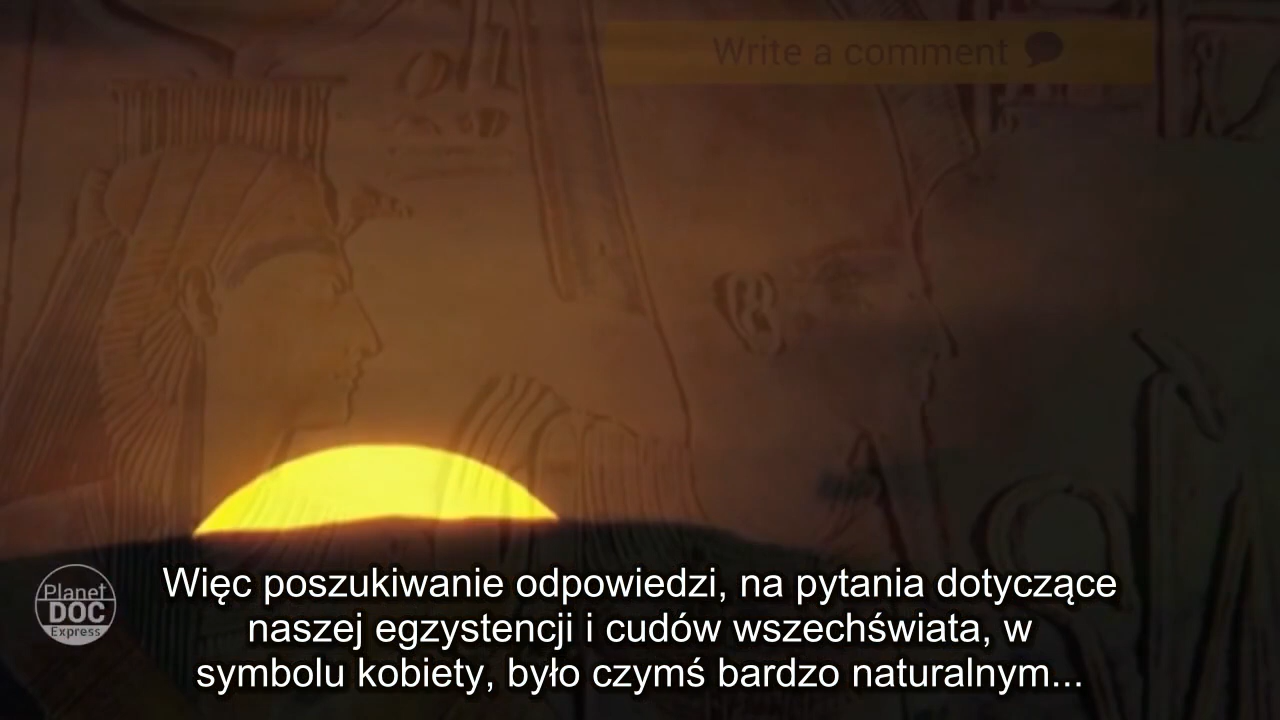 Write a comment
Planet
DOC
Express
Więc poszukiwanie odpowiedzi, na pytania dotyczące
naszej egzystencji i cudów wszechświata, w
symbolu kobiety, było czymś bardzo naturalnym...